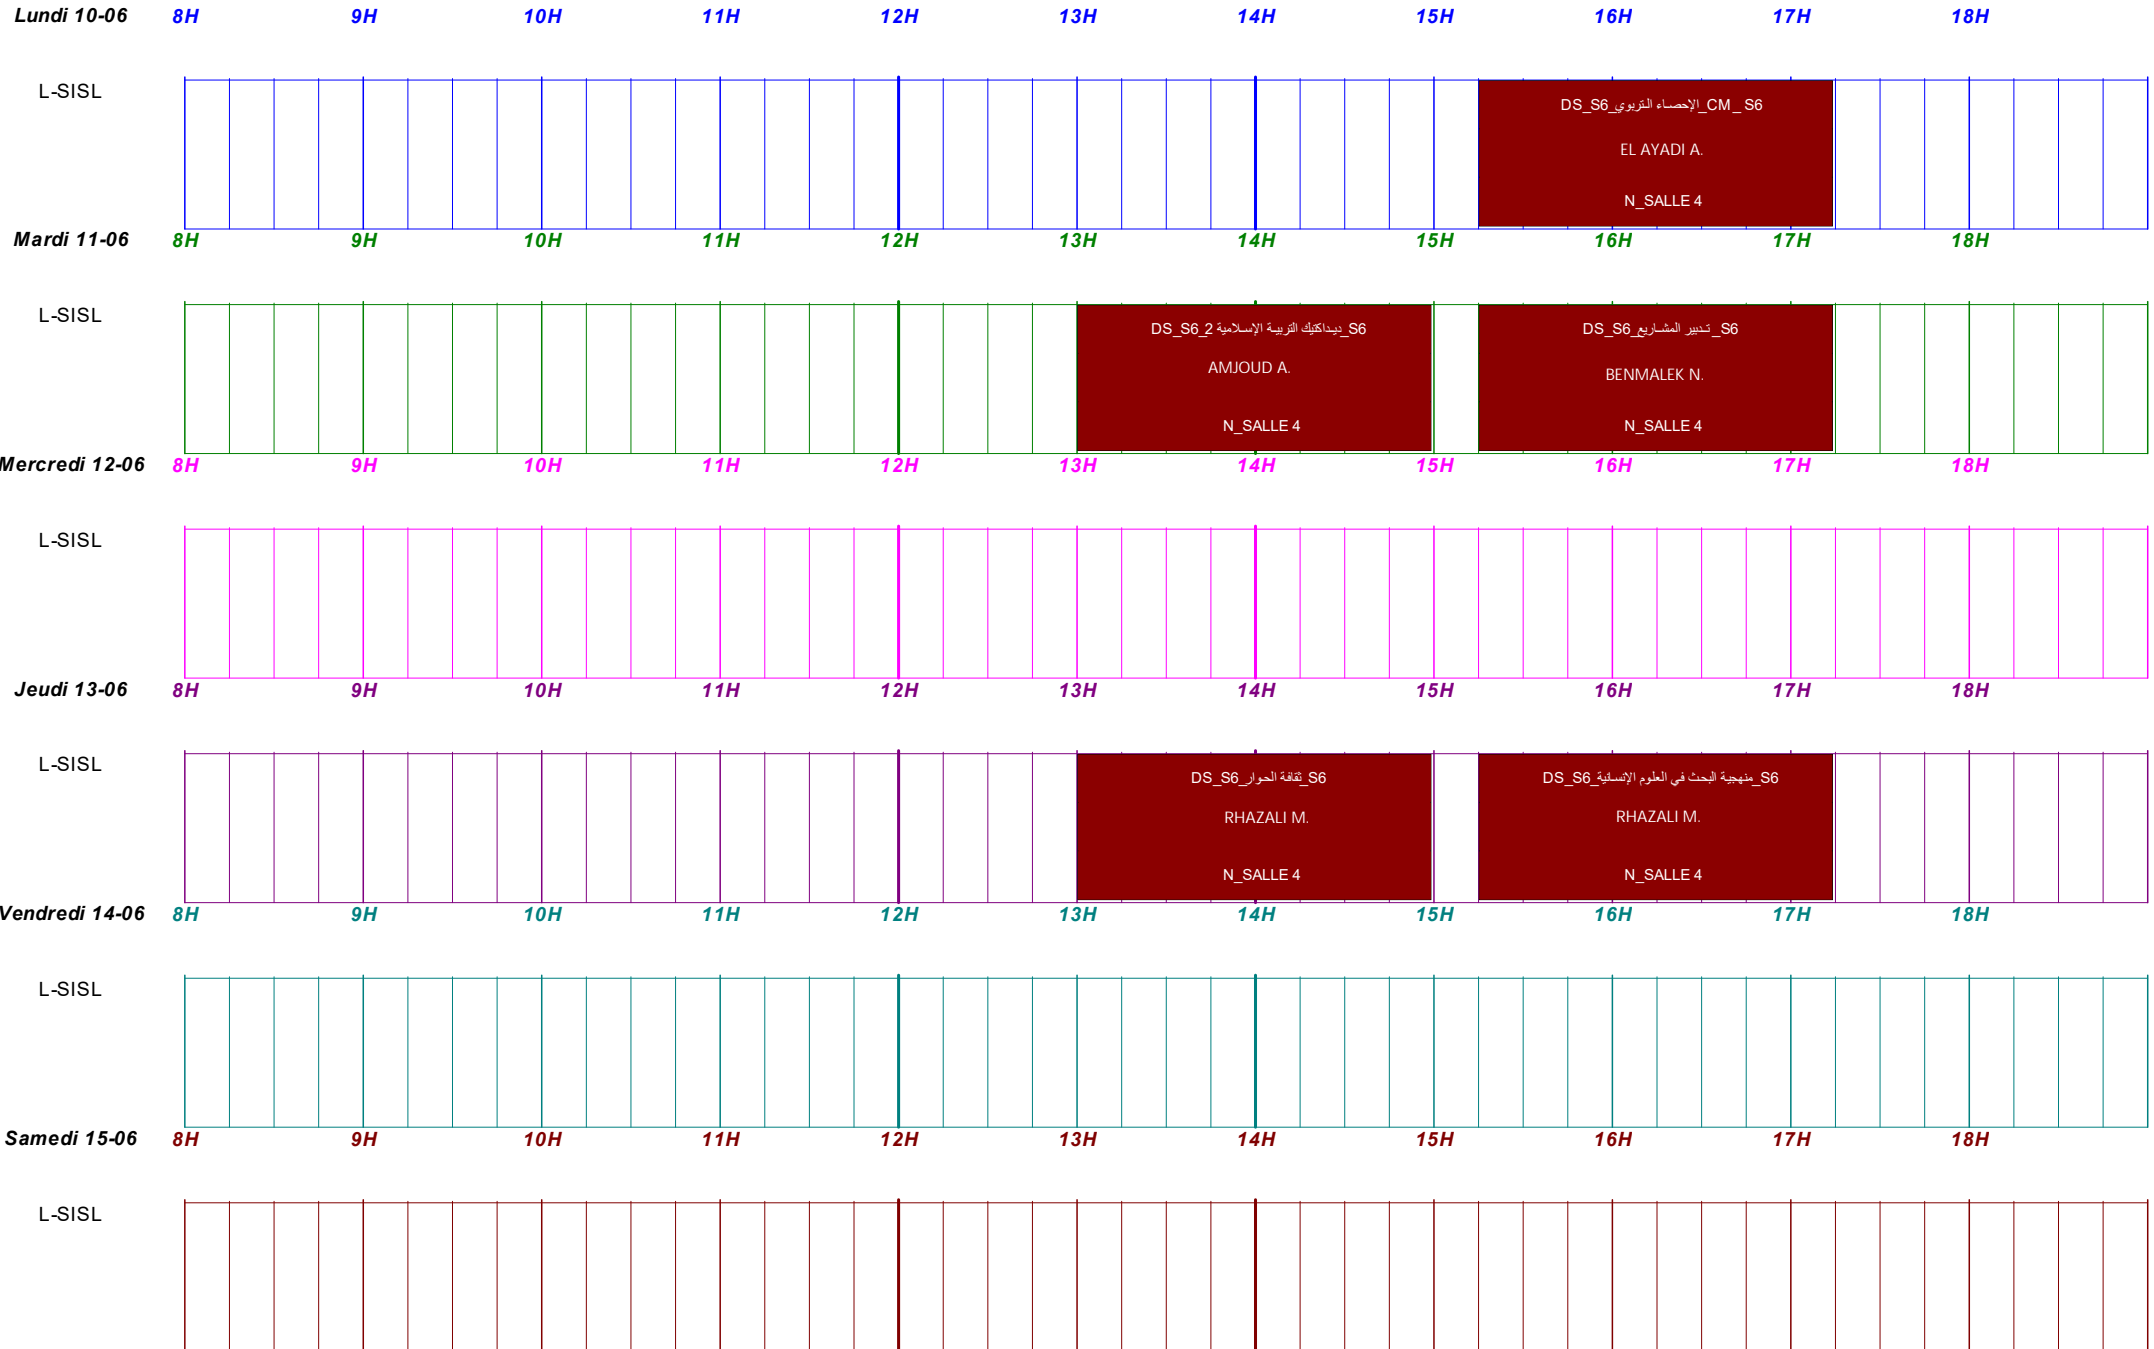 Lundi 10-06 8H 9H 10H 11H 12H 13H 14H 15H 16H 17H 18H
L-SISL
DS_S6_الإحصاء التربوي_CM_ S6
EL AYADI A.
N_SALLE 4
Mardi 11-06 8H 9H 10H 11H 12H 13H 14H 15H 16H 17H 18H
L-SISL
DS_S6_2 ديداكتيك التربية الإسلامية_S6
AMJOUD A.
N_SALLE 4
DS_S6_تدبير المشاريع _S6
BENMALEK N.
N_SALLE 4
Mercredi 12-06 8H 9H 10H 11H 12H 13H 14H 15H 16H 17H 18H
L-SISL
Jeudi 13-06 8H 9H 10H 11H 12H 13H 14H 15H 16H 17H 18H
L-SISL
DS_S6_ثقافة الحوار_S6
RHAZALI M.
N_SALLE 4
DS_S6_منهجية البحث في العلوم الإنسانية_S6
RHAZALI M.
N_SALLE 4
Vendredi 14-06 8H 9H 10H 11H 12H 13H 14H 15H 16H 17H 18H
L-SISL
Samedi 15-06 8H 9H 10H 11H 12H 13H 14H 15H 16H 17H 18H
L-SISL